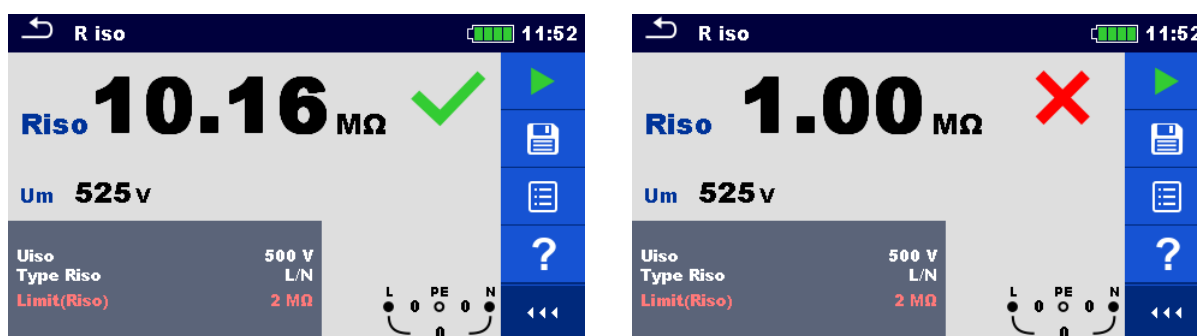 R iso 11:52
Riso 10.16 MΩ
Um 525 V
Uiso 500 V
Type Riso L/N
Limit(Riso) 2 MΩ
L PE N
0 0
0
?
R iso 11:52
Riso 1.00 MΩ
Um 525 V
Uiso 500 V
Type Riso L/N
Limit(Riso) 2 MΩ
L PE N
0 0
0
?